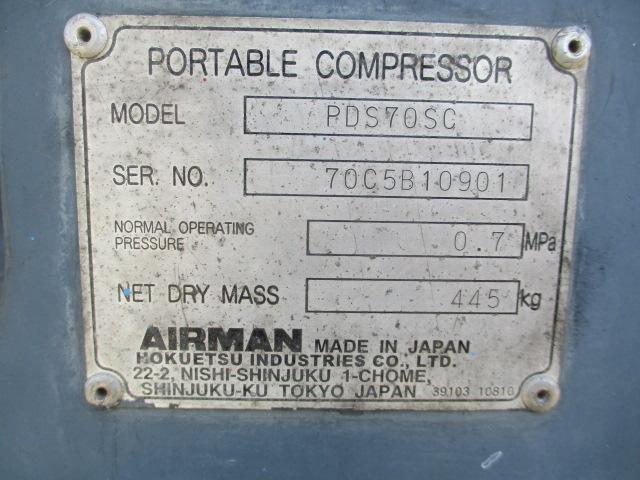 PORTABLE COMPRESSOR
MODEL PDS70SC
SER. NO. 70C5B10901
NORMAL OPERATING
PRESSURE 0.7 MPa
NET DRY MASS 445 kg
AIRMAN MADE IN JAPAN
HOKUETSU INDUSTRIES CO., LTD.
22-2, NISHI-SHINJUKU 1-CHOME,
SHINJUKU-KU TOKYO JAPAN 39103 10810